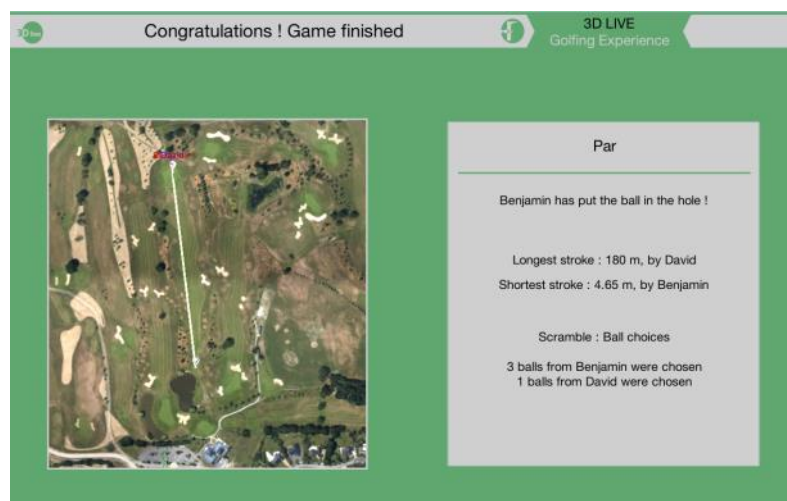 3D live
Congratulations ! Game finished
3D LIVE
Golfing Experience
Par
Benjamin has put the ball in the hole !
Longest stroke : 180 m, by David
Shortest stroke : 4.65 m, by Benjamin
Scramble : Ball choices
3 balls from Benjamin were chosen
1 balls from David were chosen